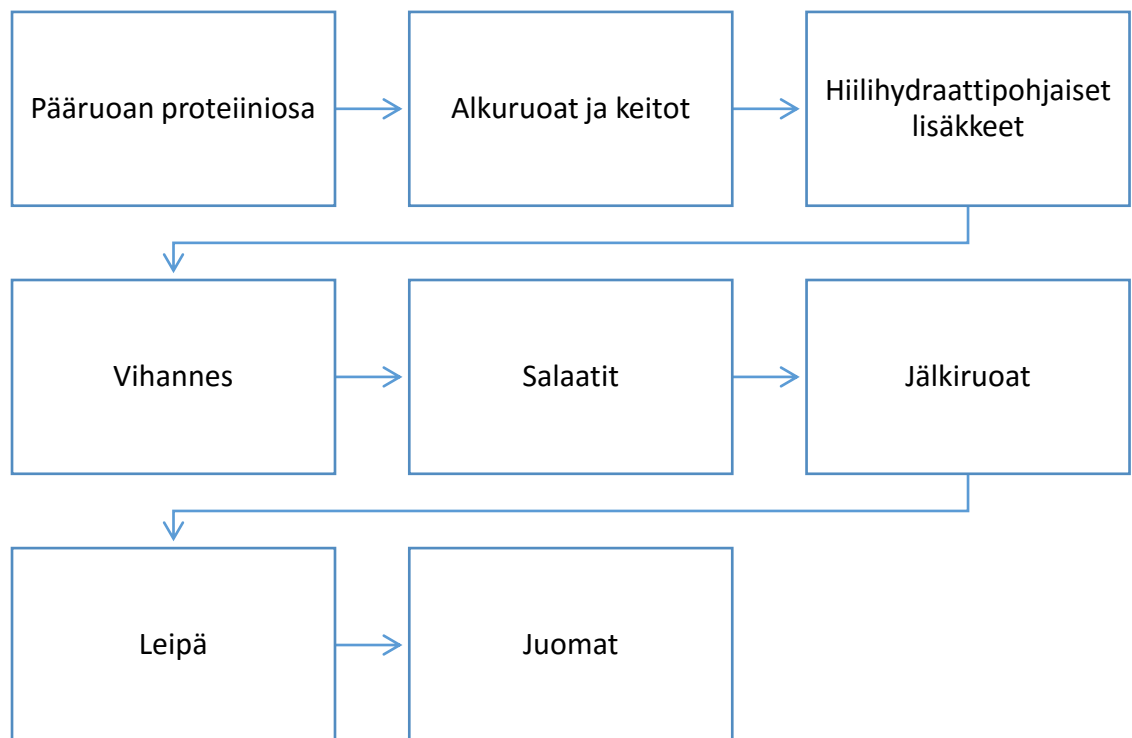 Pääruoan proteiiniosa
Alkuruoat ja keitot
Hiilihydraattipohjaiset
lisäkkeet
Vihannes
Salaatit
Jälkiruoat
Leipä
Juomat